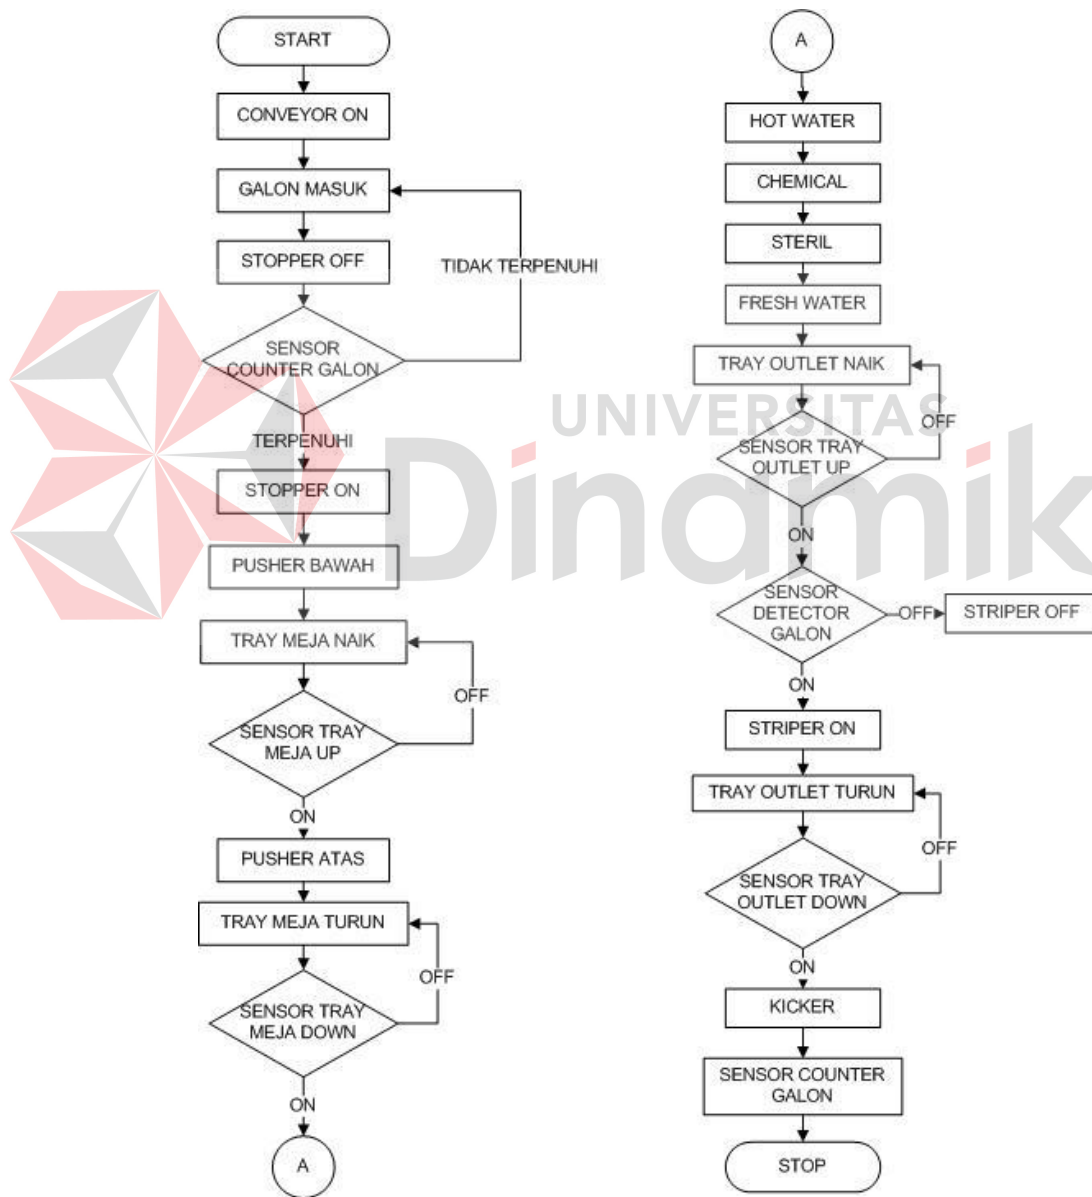 START
CONVEYOR ON
GALON MASUK
STOPPER OFF
TIDAK TERPENUHI
SENSOR
COUNTER GALON
TERPENUHI
STOPPER ON
PUSHER BAWAH
TRAY MEJA NAIK
OFF
SENSOR TRAY
MEJA UP
ON
PUSHER ATAS
TRAY MEJA TURUN
OFF
SENSOR TRAY
MEJA DOWN
ON
A
A
HOT WATER
CHEMICAL
STERIL
FRESH WATER
TRAY OUTLET NAIK
OFF
SENSOR TRAY
OUTLET UP
ON
SENSOR
DETECTOR
GALON
OFF
STRIPER OFF
ON
STRIPER ON
TRAY OUTLET TURUN
OFF
SENSOR TRAY
OUTLET DOWN
ON
KICKER
SENSOR COUNTER
GALON
STOP
UNIVERSITAS
Dinamik